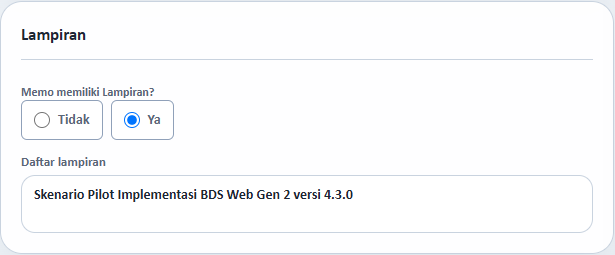 Lampiran
Memo memiliki Lampiran?
Tidak
Ya
Daftar lampiran
Skenario Pilot Implementasi BDS Web Gen 2 versi 4.3.0